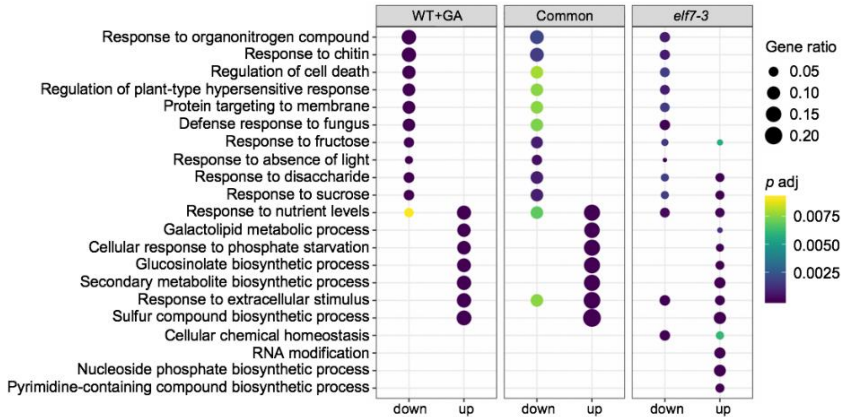 WT+GA
Common
elf7-3
Response to organonitrogen compound
Response to chitin
Regulation of cell death
Regulation of plant-type hypersensitive response
Protein targeting to membrane
Defense response to fungus
Response to fructose
Response to absence of light
Response to disaccharide
Response to sucrose
Response to nutrient levels
Galactolipid metabolic process
Cellular response to phosphate starvation
Glucosinolate biosynthetic process
Secondary metabolite biosynthetic process
Response to extracellular stimulus
Sulfur compound biosynthetic process
Cellular chemical homeostasis
RNA modification
Nucleoside phosphate biosynthetic process
Pyrimidine-containing compound biosynthetic process
down up
down up
down up
Gene ratio
0.05
0.10
0.15
0.20
p adj
0.0075
0.0050
0.0025